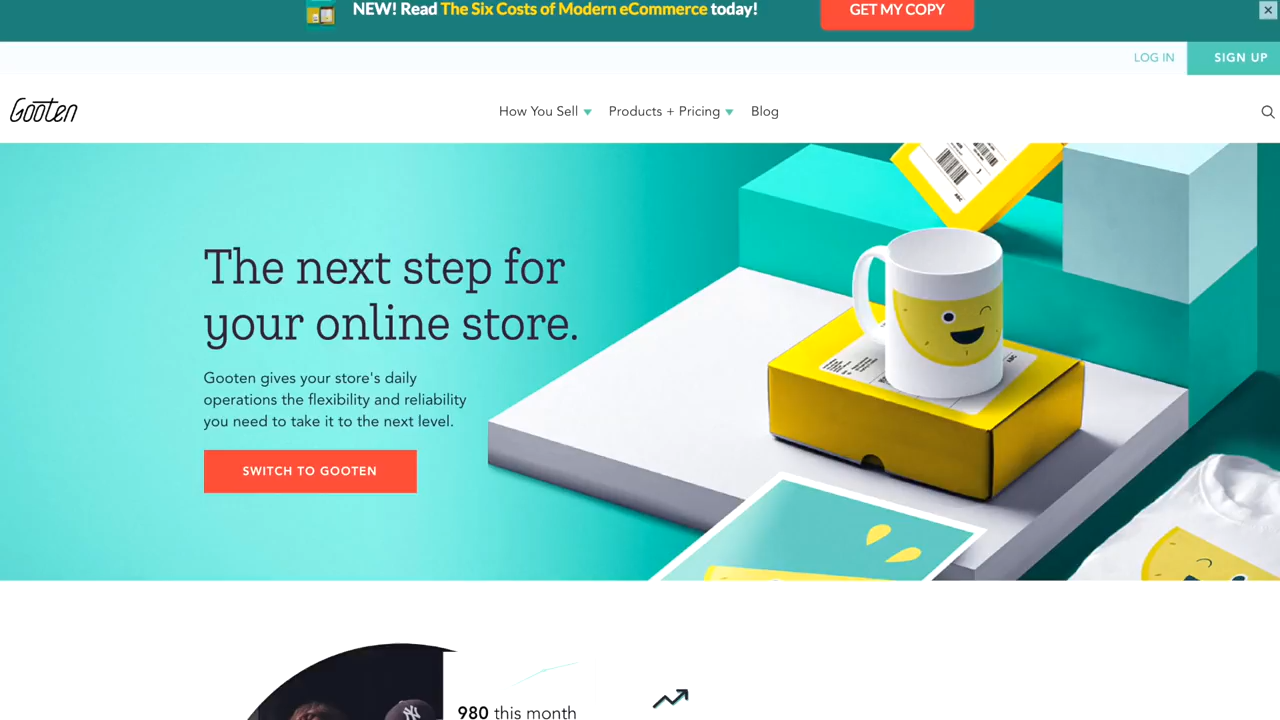 NEW! Read The Six Costs of Modern eCommerce today!
GET MY COPY
LOG IN
SIGN UP
Gooten
How You Sell
Products + Pricing
Blog
The next step for
your online store.
Gooten gives your store's daily
operations the flexibility and reliability
you need to take it to the next level.
SWITCH TO GOOTEN
ABC
ABC
980 this month